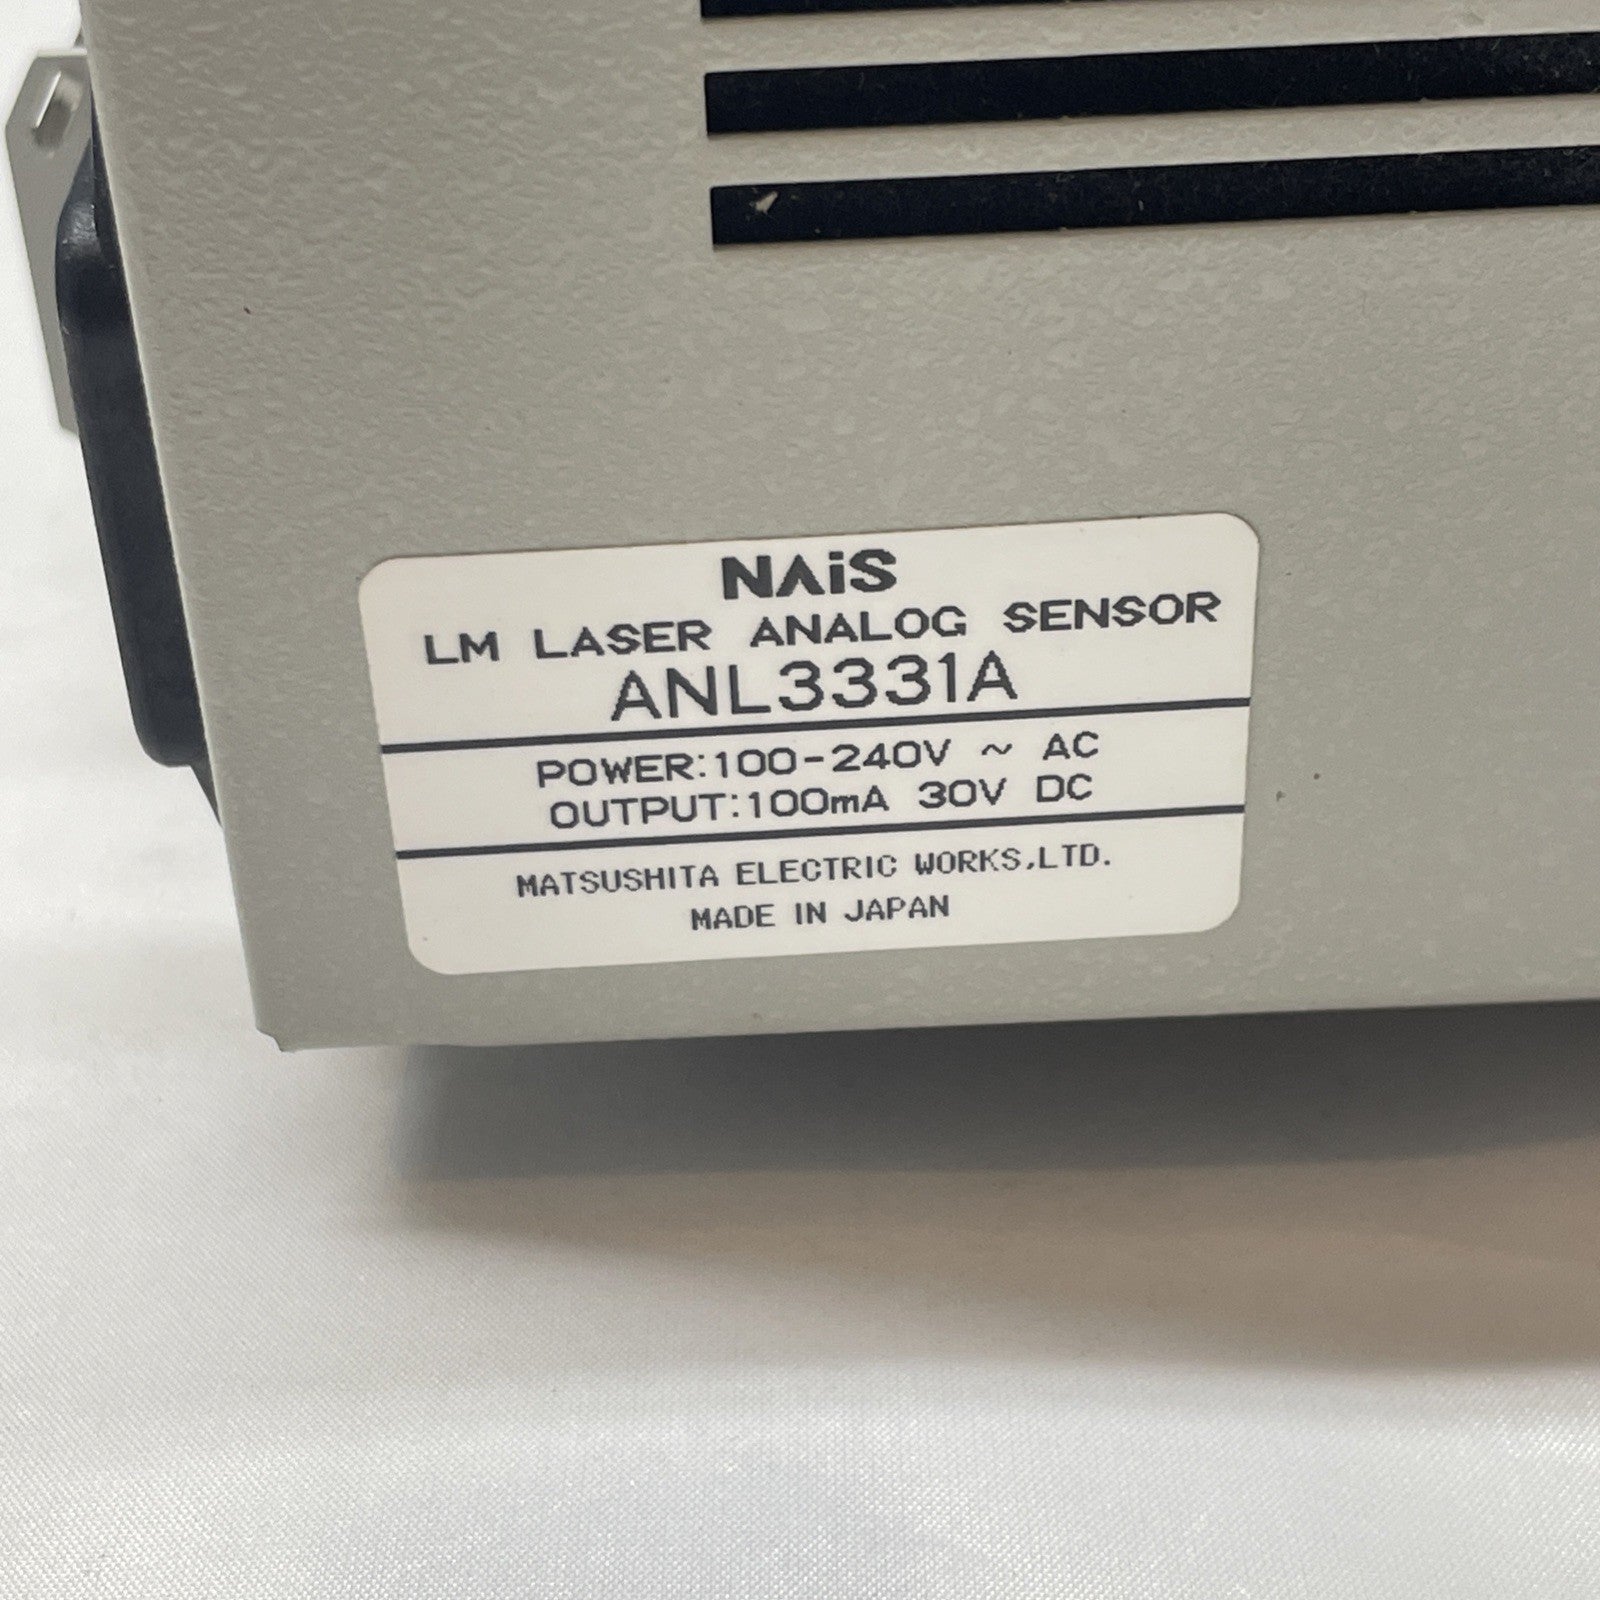 NAiS
LM LASER ANALOG SENSOR
ANL3331A
POWER:100-240V ~ AC
OUTPUT:100mA 30V DC
MATSUSHITA ELECTRIC WORKS,LTD.
MADE IN JAPAN